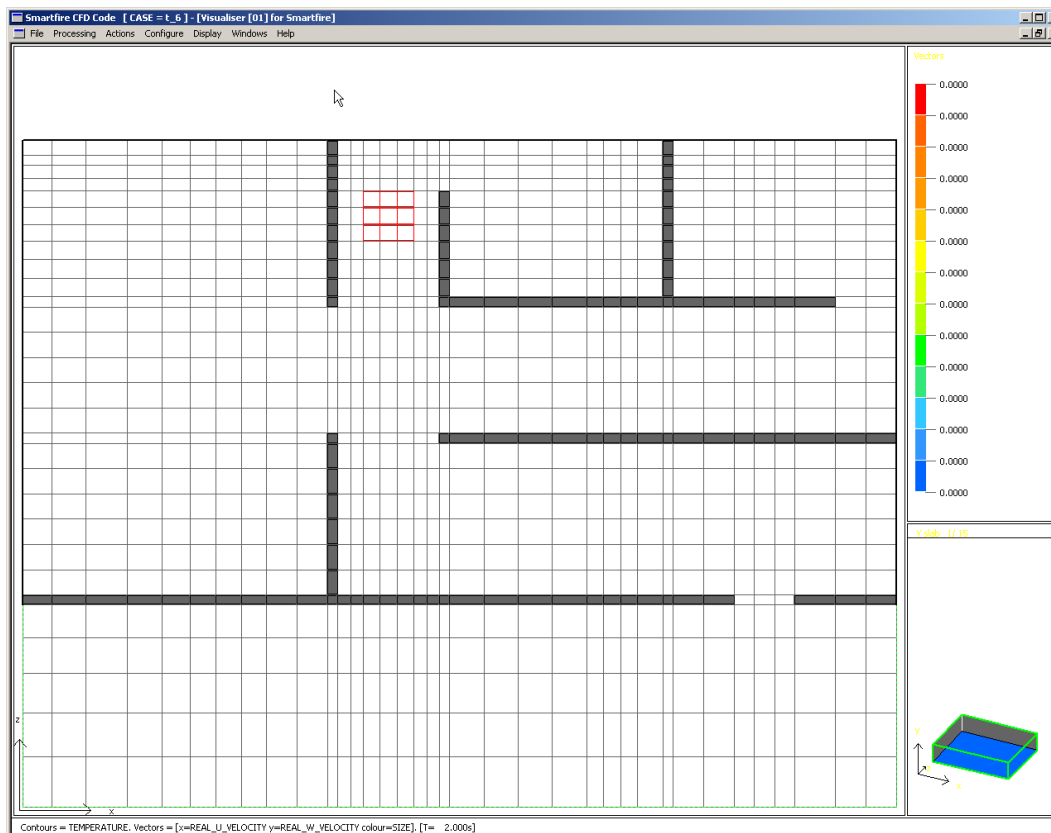 Smartfire CFD Code [ CASE = t_6 ] - [Visualiser [01] for Smartfire]
File Processing Actions Configure Display Windows Help
Vectors
0.0000
0.0000
0.0000
0.0000
0.0000
0.0000
0.0000
0.0000
0.0000
0.0000
0.0000
0.0000
0.0000
0.0000
z
x
Y
X
Contours = TEMPERATURE. Vectors = [x=REAL_U_VELOCITY y=REAL_W_VELOCITY colour=SIZE]. [T= 2.000s]